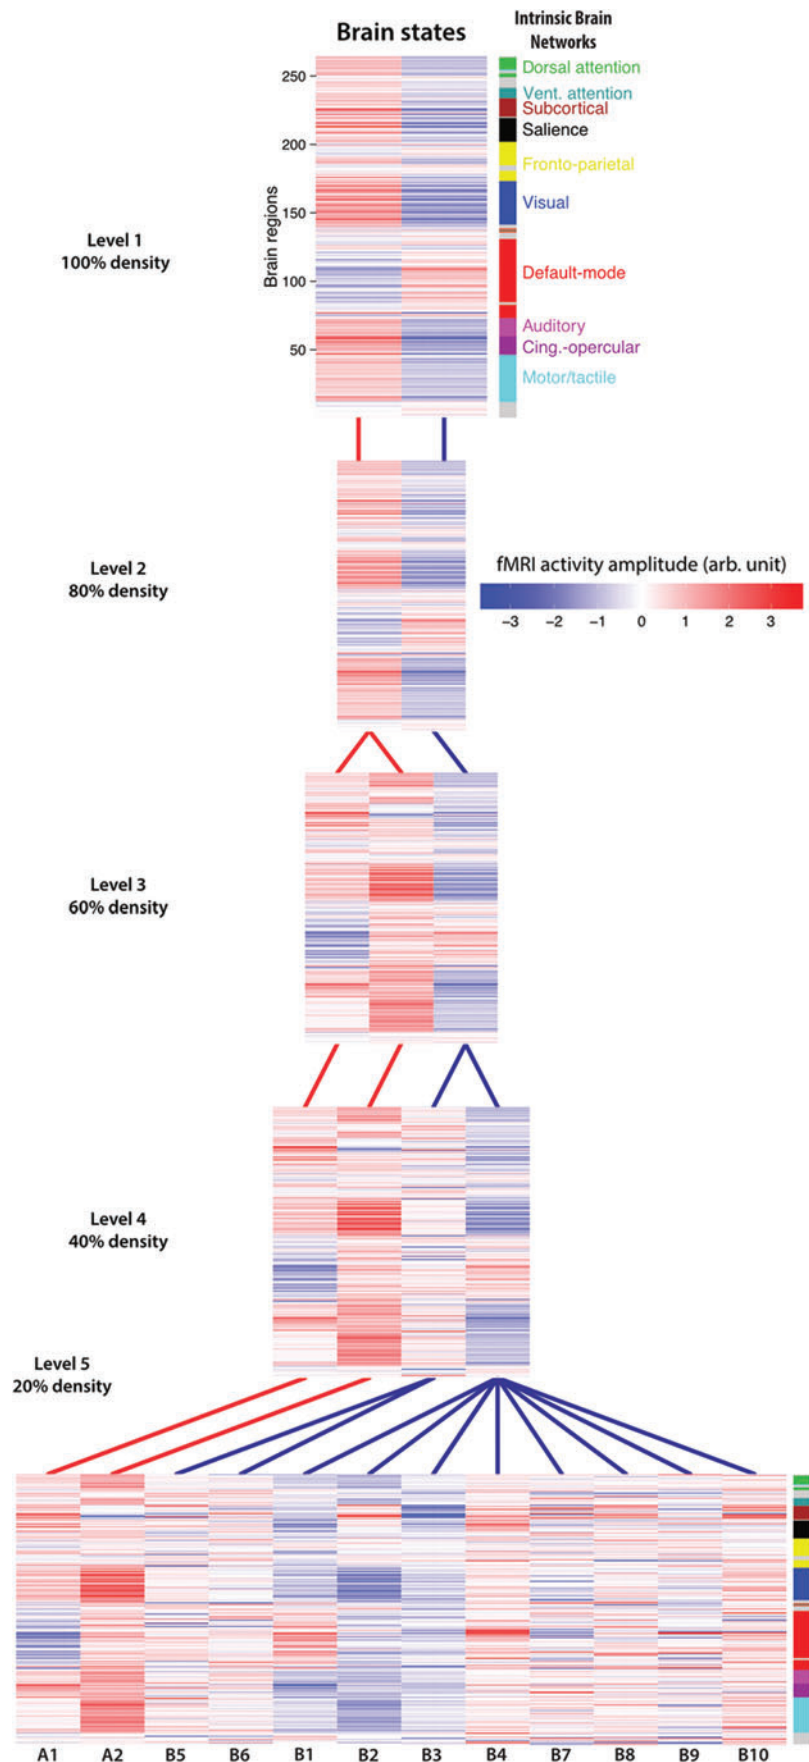 Brain states
Intrinsic Brain
Networks
Brain regions
250
200
150
100
50
Dorsal attention
Vent. attention
Subcortical
Salience
Fronto-parietal
Visual
Default-mode
Auditory
Cing.-opercular
Motor/tactile
Level 1
100% density
Level 2
80% density
fMRI activity amplitude (arb. unit)
−3 −2 −1 0 1 2 3
Level 3
60% density
Level 4
40% density
Level 5
20% density
A1 A2 B5 B6 B1 B2 B3 B4 B7 B8 B9 B10